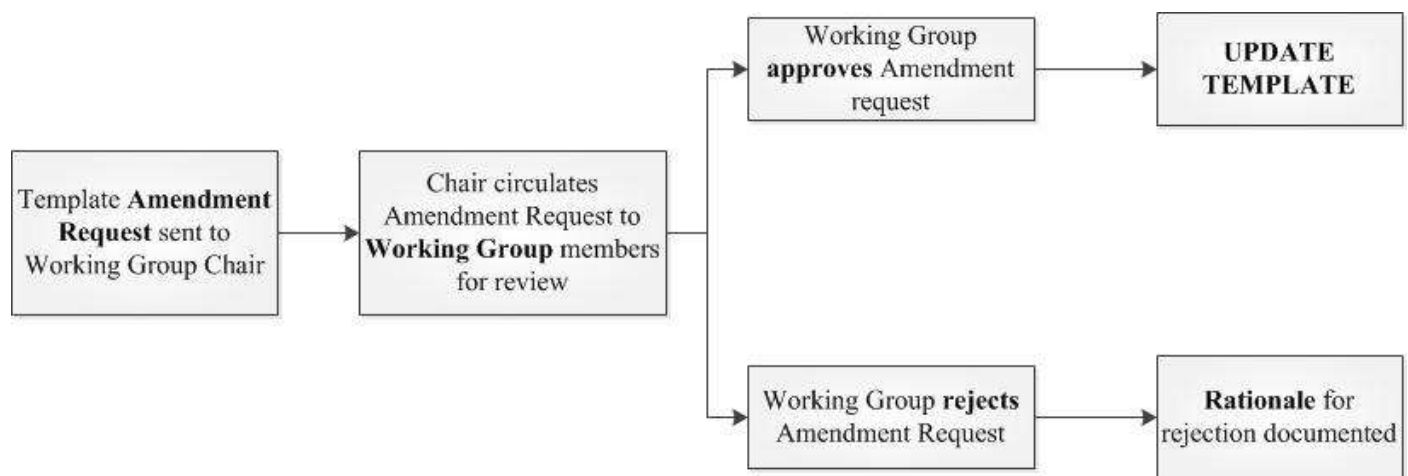 Template Amendment
Request sent to
Working Group Chair
Chair circulates
Amendment Request to
Working Group members
for review
Working Group
approves Amendment
request
UPDATE
TEMPLATE
Working Group rejects
Amendment Request
Rationale for
rejection documented